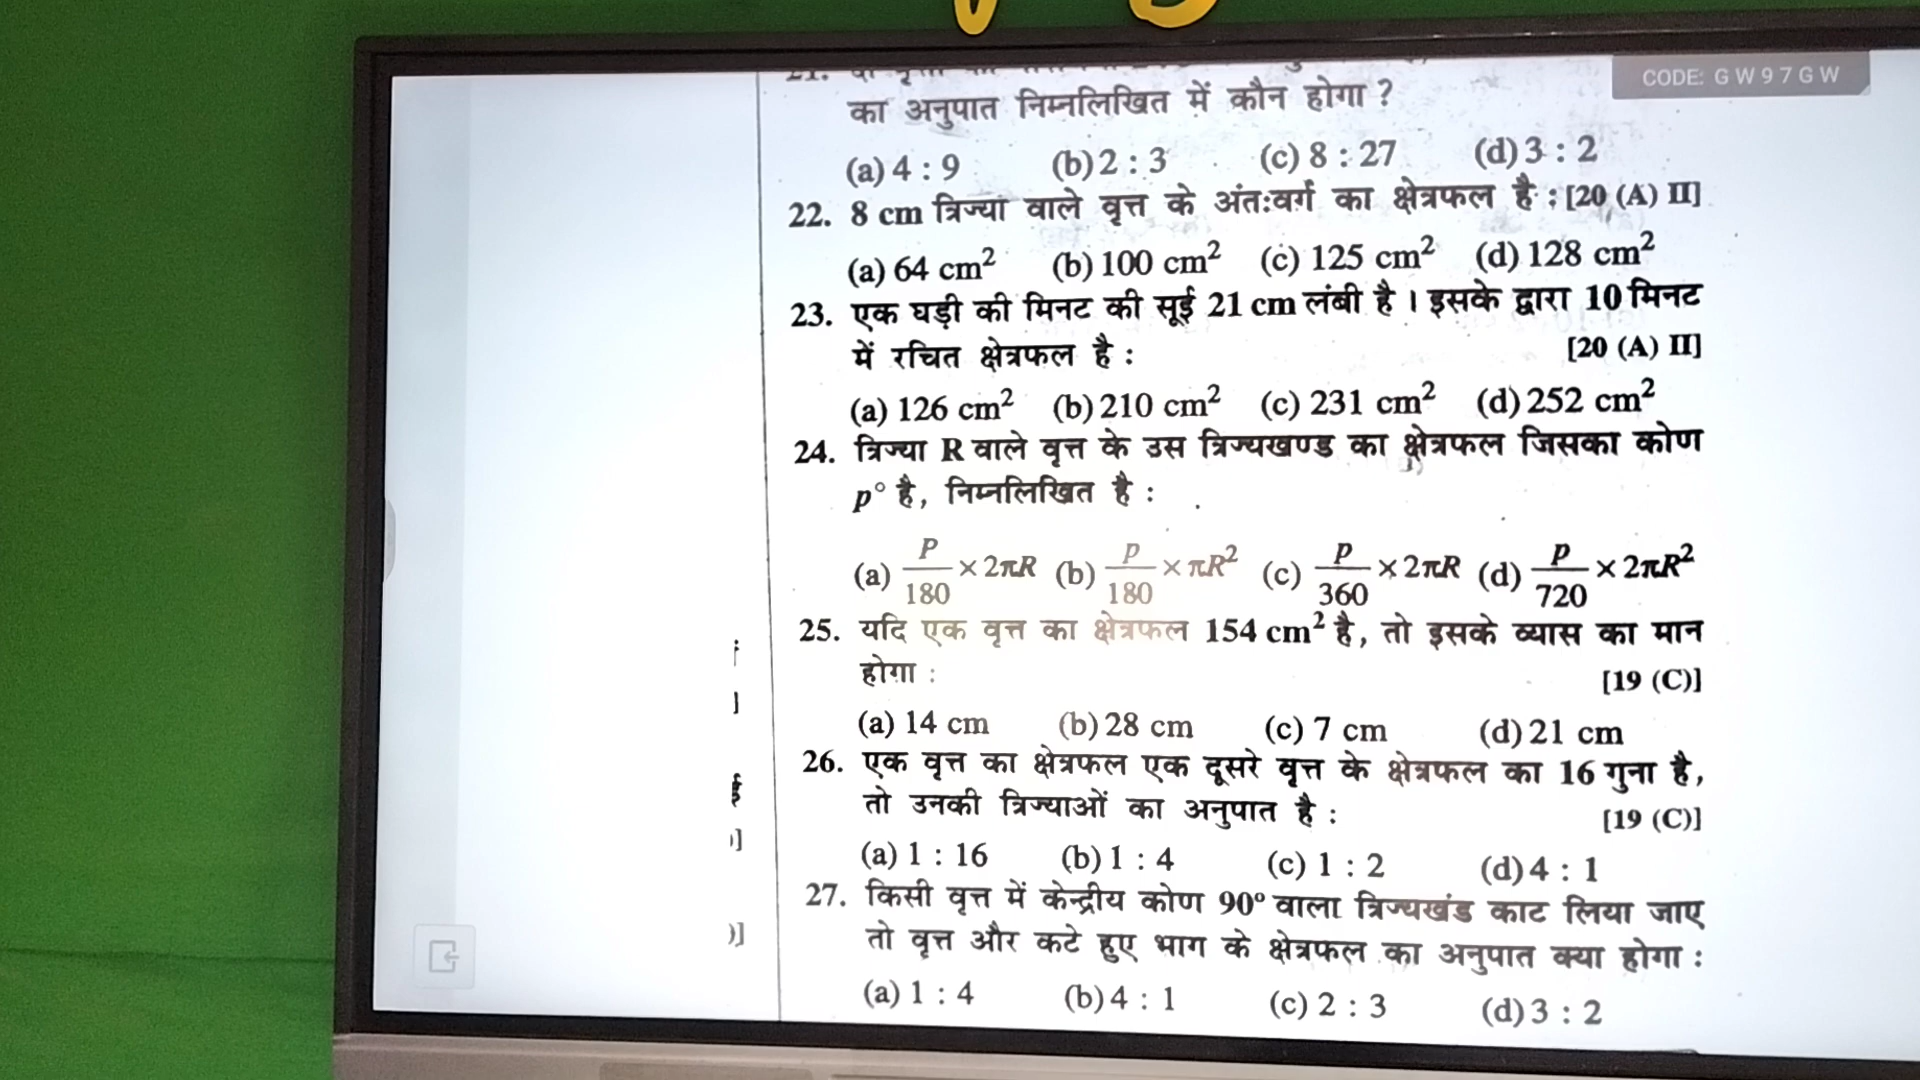 CODE: GW97GW
21.
का अनुपात निम्नलिखित में कौन होगा ?
(a) 4 : 9 (b) 2 : 3 (c) 8 : 27 (d) 3 : 2
22. 8 cm त्रिज्या वाले वृत्त के अंतःवर्ग का क्षेत्रफल है : [20 (A) II]
(a) 64 cm² (b) 100 cm² (c) 125 cm² (d) 128 cm²
23. एक घड़ी की मिनट की सूई 21 cm लंबी है । इसके द्वारा 10 मिनट
में रचित क्षेत्रफल है : [20 (A) II]
(a) 126 cm² (b) 210 cm² (c) 231 cm² (d) 252 cm²
24. त्रिज्या R वाले वृत्त के उस त्रिज्यखण्ड का क्षेत्रफल जिसका कोण
p° है, निम्नलिखित है :
(a) P/180 × 2πR (b) p/180 × πR² (c) p/360 × 2πR (d) p/720 × 2πR²
25. यदि एक वृत्त का क्षेत्रफल 154 cm² है, तो इसके व्यास का मान
होगा : [19 (C)]
(a) 14 cm (b) 28 cm (c) 7 cm (d) 21 cm
26. एक वृत्त का क्षेत्रफल एक दूसरे वृत्त के क्षेत्रफल का 16 गुना है,
तो उनकी त्रिज्याओं का अनुपात है : [19 (C)]
(a) 1 : 16 (b) 1 : 4 (c) 1 : 2 (d) 4 : 1
27. किसी वृत्त में केन्द्रीय कोण 90° वाला त्रिज्यखंड काट लिया जाए
तो वृत्त और कटे हुए भाग के क्षेत्रफल का अनुपात क्या होगा :
(a) 1 : 4 (b) 4 : 1 (c) 2 : 3 (d) 3 : 2